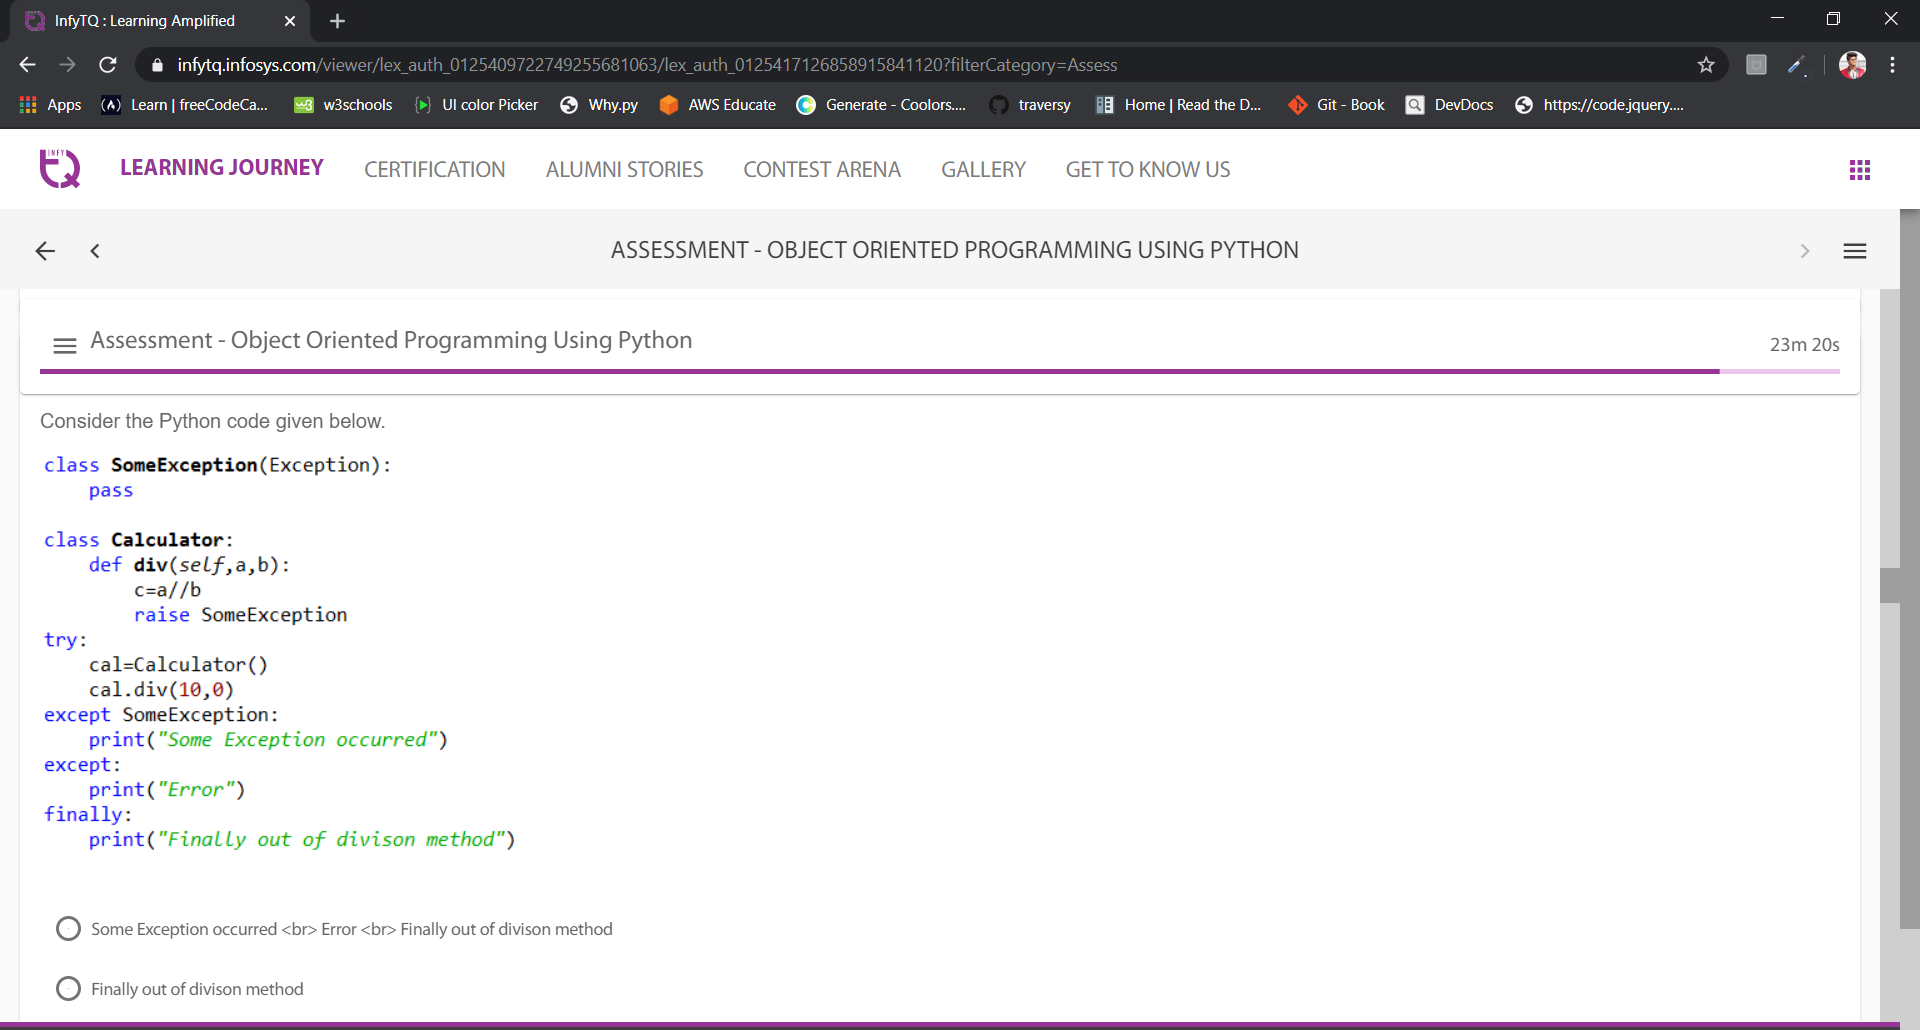 InfyTQ : Learning Amplified
infytq.infosys.com/viewer/lex_auth_0125409722749255681063/lex_auth_0125417126858915841120?filterCategory=Assess
Apps Learn | freeCodeCa... w3schools UI color Picker Why.py AWS Educate Generate - Coolors.... traversy Home | Read the D... Git - Book DevDocs https://code.jquery....
INFY TQ
LEARNING JOURNEY CERTIFICATION ALUMNI STORIES CONTEST ARENA GALLERY GET TO KNOW US
ASSESSMENT - OBJECT ORIENTED PROGRAMMING USING PYTHON
Assessment - Object Oriented Programming Using Python 23m 20s
Consider the Python code given below.
class SomeException(Exception):
    pass
class Calculator:
    def div(self,a,b):
        c=a//b
        raise SomeException
try:
    cal=Calculator()
    cal.div(10,0)
except SomeException:
    print("Some Exception occurred")
except:
    print("Error")
finally:
    print("Finally out of divison method")
Some Exception occurred <br> Error <br> Finally out of divison method
Finally out of divison method